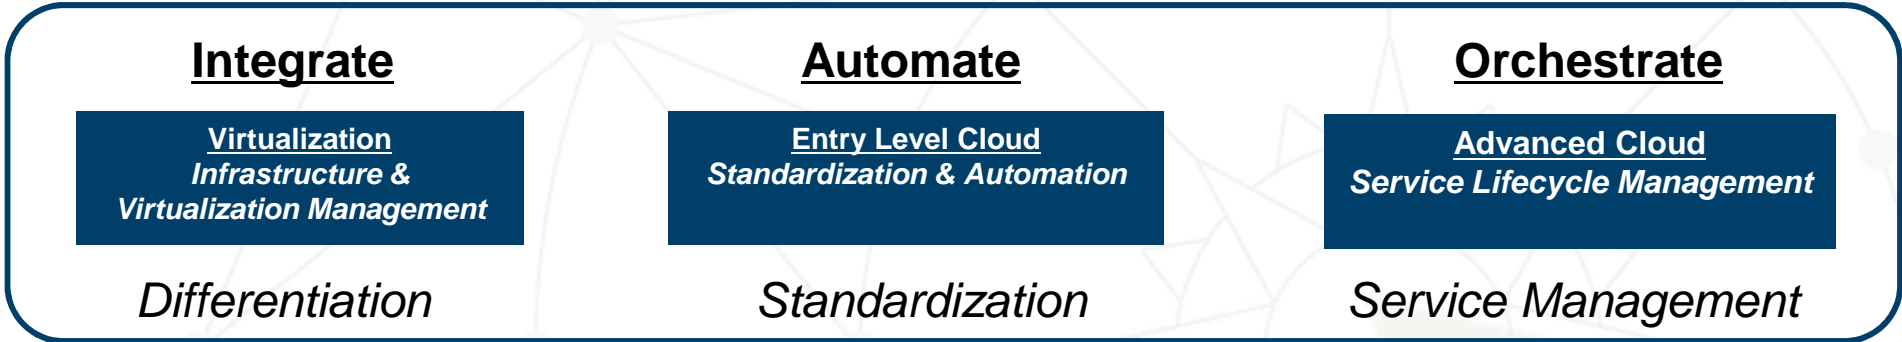 Integrate
Virtualization
Infrastructure &
Virtualization Management
Differentiation
Automate
Entry Level Cloud
Standardization & Automation
Standardization
Orchestrate
Advanced Cloud
Service Lifecycle Management
Service Management